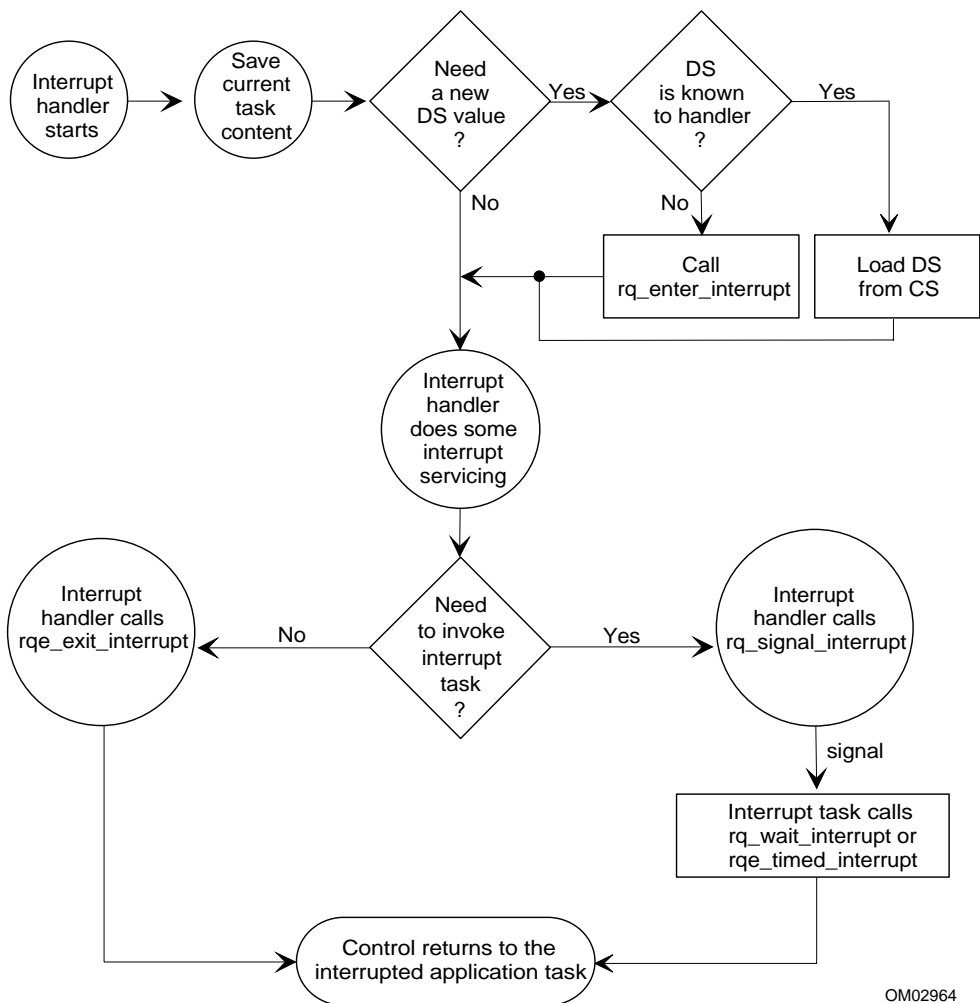 Interrupt
handler
starts
Save
current
task
content
Need
a new
DS value
?
Yes
DS
is known
to handler
?
Yes
No
No
Call
rq_enter_interrupt
Load DS
from CS
Interrupt
handler
does some
interrupt
servicing
Interrupt
handler calls
rqe_exit_interrupt
No
Need
to invoke
interrupt
task
?
Yes
Interrupt
handler calls
rq_signal_interrupt
signal
Interrupt task calls
rq_wait_interrupt or
rqe_timed_interrupt
Control returns to the
interrupted application task
OM02964